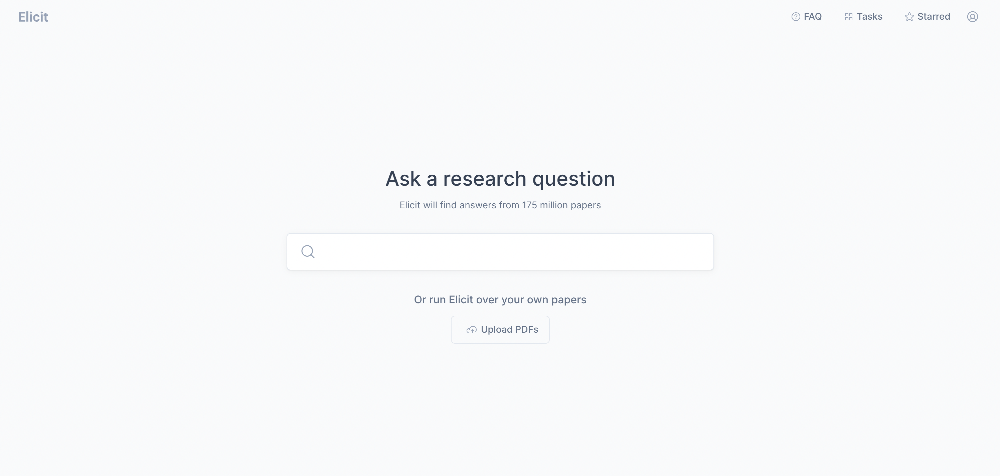 Elicit
FAQ
Tasks
Starred
Ask a research question
Elicit will find answers from 175 million papers
Or run Elicit over your own papers
Upload PDFs